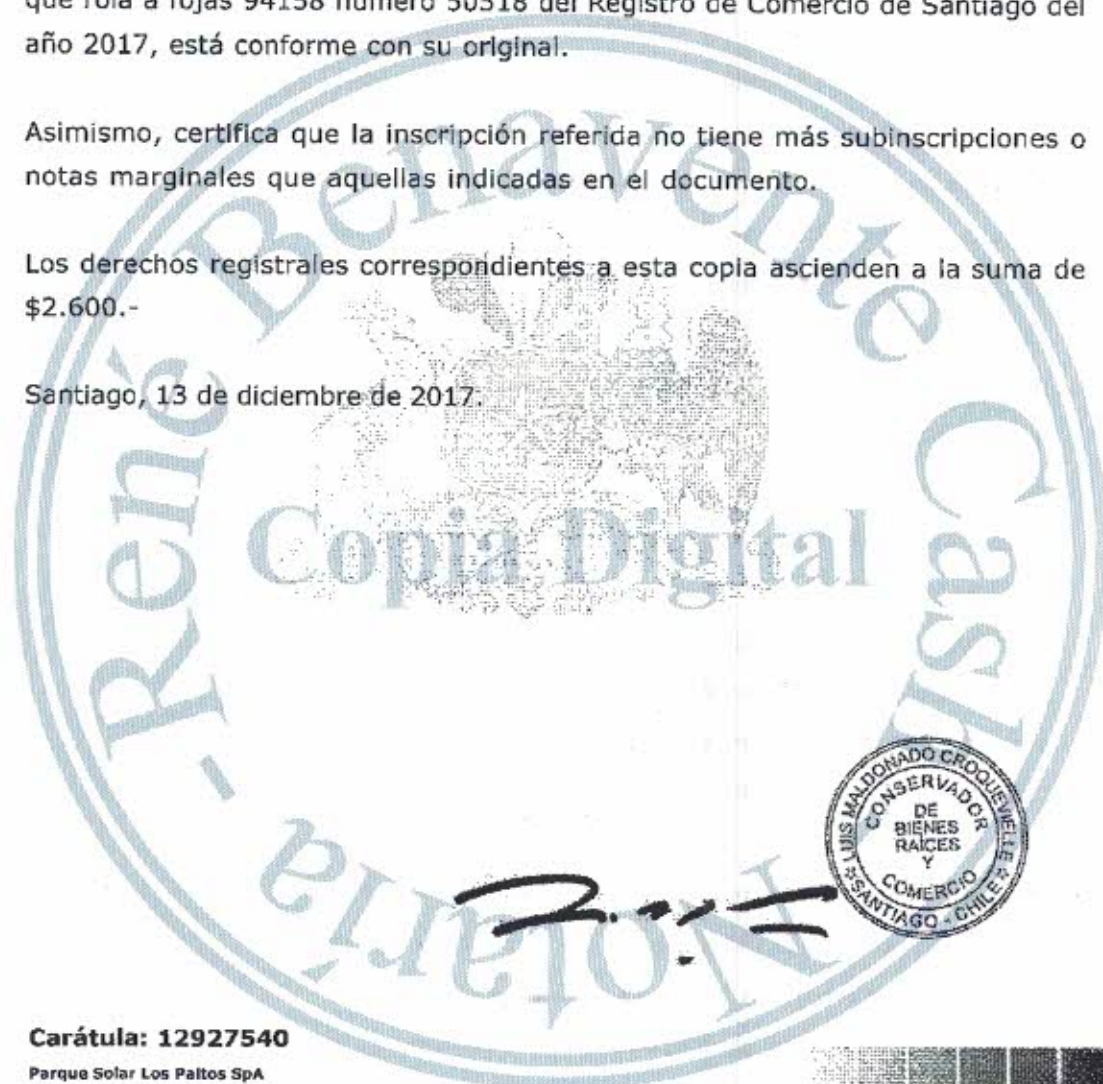 que rola a fojas 94158 número 50518 del Registro de Comercio de Santiago del
año 2017, está conforme con su original.
Asimismo, certifica que la inscripción referida no tiene más subinscripciones o
notas marginales que aquellas indicadas en el documento.
Los derechos registrales correspondientes a esta copia ascienden a la suma de
$2.600.-
Santiago, 13 de diciembre de 2017.
Notaría - René Benavente Cash
Copia Digital
LUIS MALDONADO CROQUEVIELLE
CONSERVADOR
DE
BIENES
RAICES
Y
COMERCIO
SANTIAGO - CHILE
Carátula: 12927540
Parque Solar Los Paltos SpA